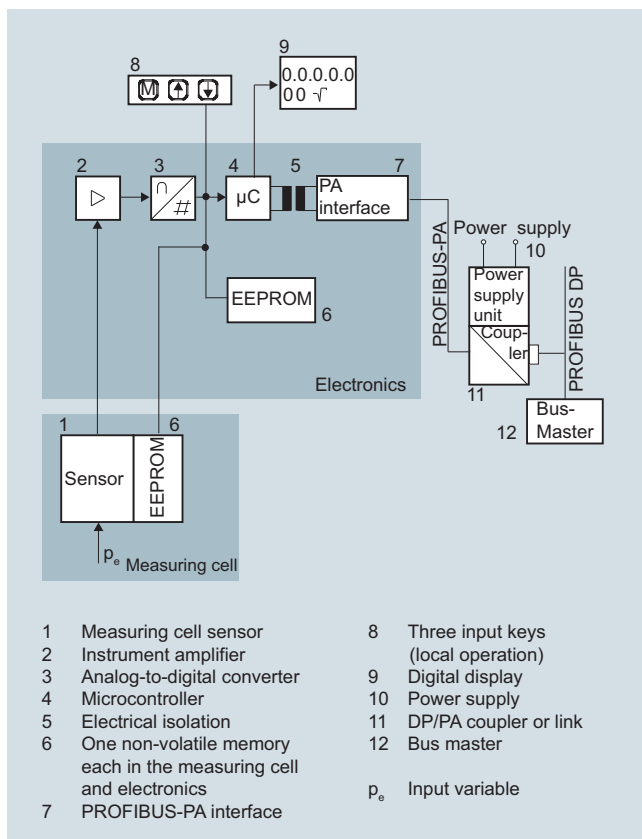 9
8
0.0.0.0.0
0 0 √
M
2
3
4
5
7
∩
#
µC
PA
interface
EEPROM
6
Electronics
PROFIBUS-PA
Power supply
10
Power
supply
unit
Coup-
ler
11
PROFIBUS DP
Bus-
Master
12
1
6
Sensor
EEPROM
pe
Measuring cell
1 Measuring cell sensor
2 Instrument amplifier
3 Analog-to-digital converter
4 Microcontroller
5 Electrical isolation
6 One non-volatile memory
each in the measuring cell
and electronics
7 PROFIBUS-PA interface
8 Three input keys
(local operation)
9 Digital display
10 Power supply
11 DP/PA coupler or link
12 Bus master
pe Input variable